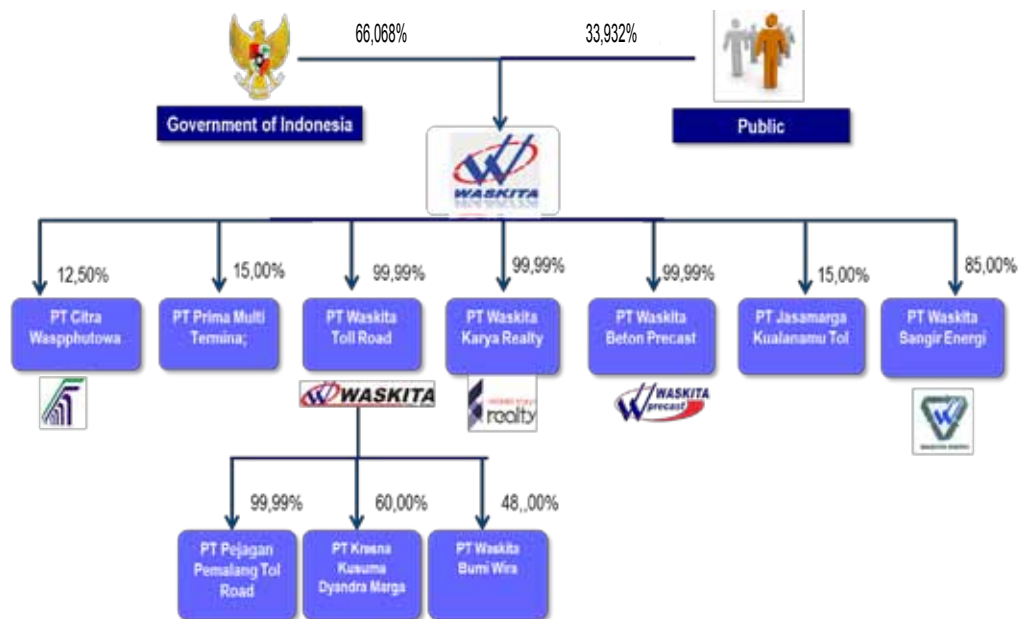 66,068%
33,932%
Government of Indonesia
Public
WASKITA
12,50%
15,00%
99,99%
99,99%
99,99%
15,00%
85,00%
PT Citra
Waspphutowa
PT Prima Multi
Termina;
PT Waskita
Toll Road
PT Waskita
Karya Realty
PT Waskita
Beton Precast
PT Jasamarga
Kualanamu Tol
PT Waskita
Sangir Energi
WASKITA
realty
WASKITA
precast
99,99%
60,00%
48,,00%
PT Pejagan
Pemalang Tol
Road
PT Kresna
Kusuma
Dyandra Marga
PT Waskita
Bumi Wira